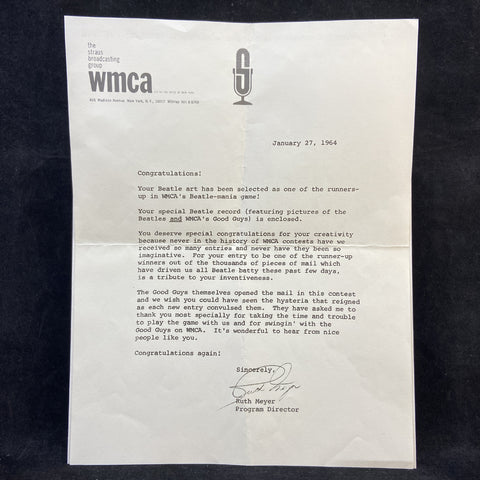 the
straus
broadcasting
group
wmca
January 27, 1964
Congratulations!
Your Beatle art has been selected as one of the runners-
up in WMCA's Beatle-mania game!
Your special Beatle record (featuring pictures of the
Beatles and WMCA's Good Guys) is enclosed.
You deserve special congratulations for your creativity
because never in the history of WMCA contests have we
received so many entries and never have they been so
imaginative. For your entry to be one of the runner-up
winners out of the thousands of pieces of mail which
have driven us all Beatle batty these past few days,
is a tribute to your inventiveness.
The Good Guys themselves opened the mail in this contest
and we wish you could have seen the hysteria that reigned
as each new entry convulsed them. They have asked me to
thank you most specially for taking the time and trouble
to play the game with us and for swingin' with the
Good Guys on WMCA. It's wonderful to hear from nice
people like you.
Congratulations again!
Sincerely,
Ruth Meyer
Ruth Meyer
Program Director